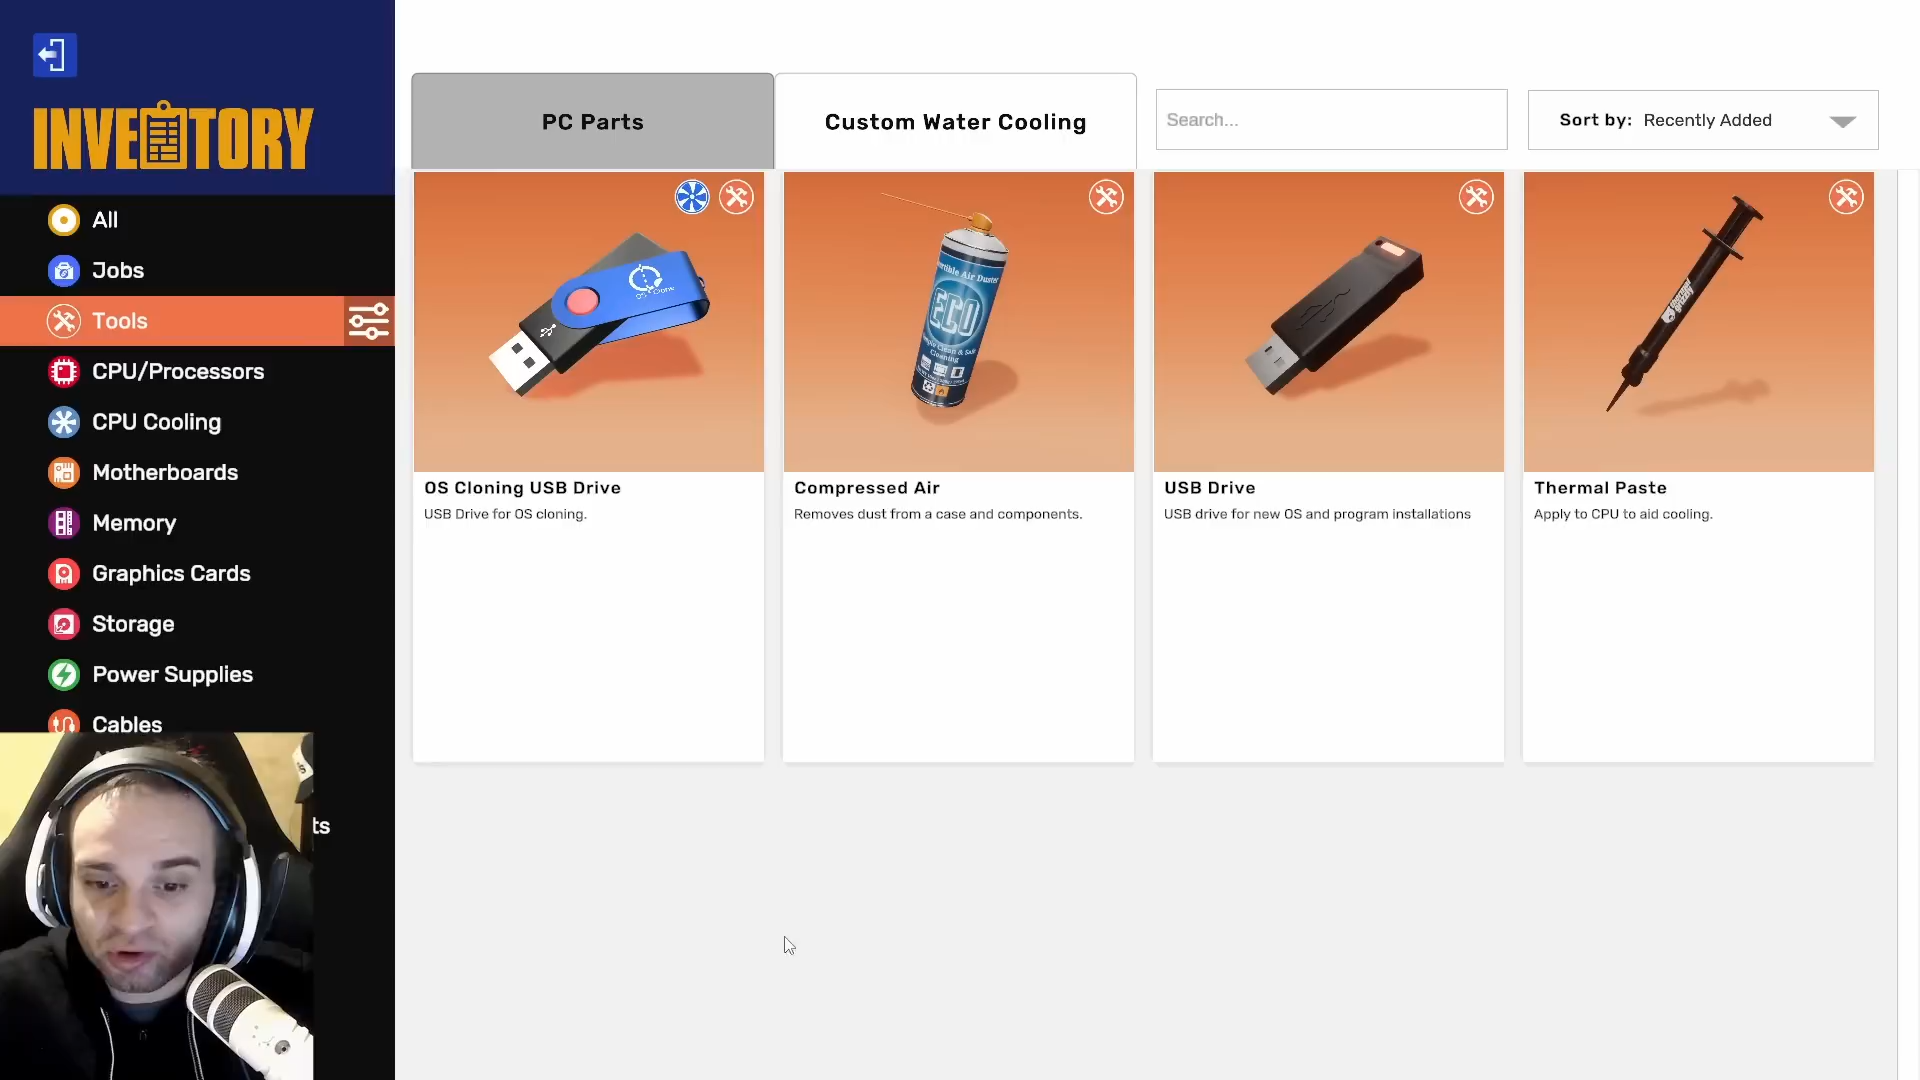 INVENTORY
PC Parts
Custom Water Cooling
Search...
Sort by: Recently Added
All
Jobs
Tools
CPU/Processors
CPU Cooling
Motherboards
Memory
Graphics Cards
Storage
Power Supplies
Cables
ts
OS Cloning USB Drive
USB Drive for OS cloning.
Compressed Air
Removes dust from a case and components.
USB Drive
USB drive for new OS and program installations
Thermal Paste
Apply to CPU to aid cooling.
ECO